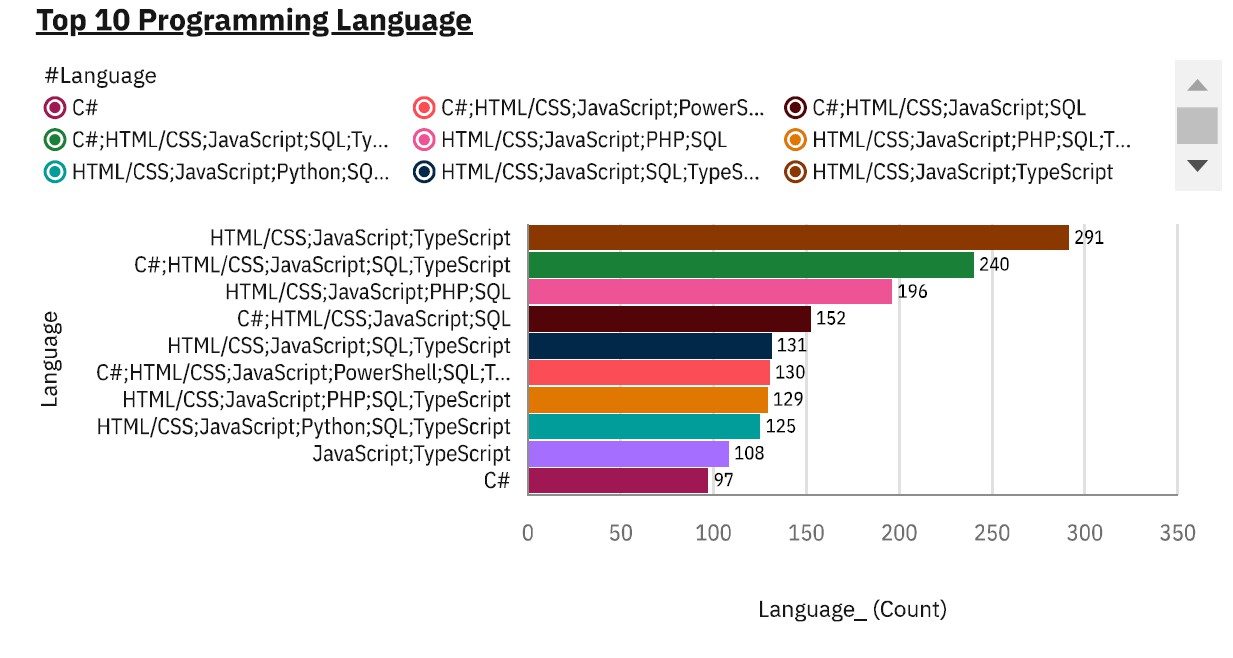 Top 10 Programming Language
#Language
C# C#;HTML/CSS;JavaScript;PowerS... C#;HTML/CSS;JavaScript;SQL
C#;HTML/CSS;JavaScript;SQL;Ty... HTML/CSS;JavaScript;PHP;SQL HTML/CSS;JavaScript;PHP;SQL;T...
HTML/CSS;JavaScript;Python;SQ... HTML/CSS;JavaScript;SQL;TypeS... HTML/CSS;JavaScript;TypeScript
Language
HTML/CSS;JavaScript;TypeScript 291
C#;HTML/CSS;JavaScript;SQL;TypeScript 240
HTML/CSS;JavaScript;PHP;SQL 196
C#;HTML/CSS;JavaScript;SQL 152
HTML/CSS;JavaScript;SQL;TypeScript 131
C#;HTML/CSS;JavaScript;PowerShell;SQL;T... 130
HTML/CSS;JavaScript;PHP;SQL;TypeScript 129
HTML/CSS;JavaScript;Python;SQL;TypeScript 125
JavaScript;TypeScript 108
C# 97
0 50 100 150 200 250 300 350
Language_ (Count)